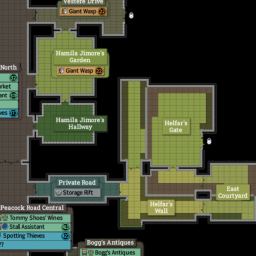 Vesters Drive
Giant Wasp
Hamila Jimore's
Garden
Giant Wasp
North
Hamila Jimore's
Hallway
Helfar's
Gate
Private Road
Storage Rift
East
Courtyard
Helfar's
Wall
Peacock Road Central
Tommy Shoes' Wines
Stall Assistant
Spotting Thieves
Bogg's Antiques
Bogg's Antiques